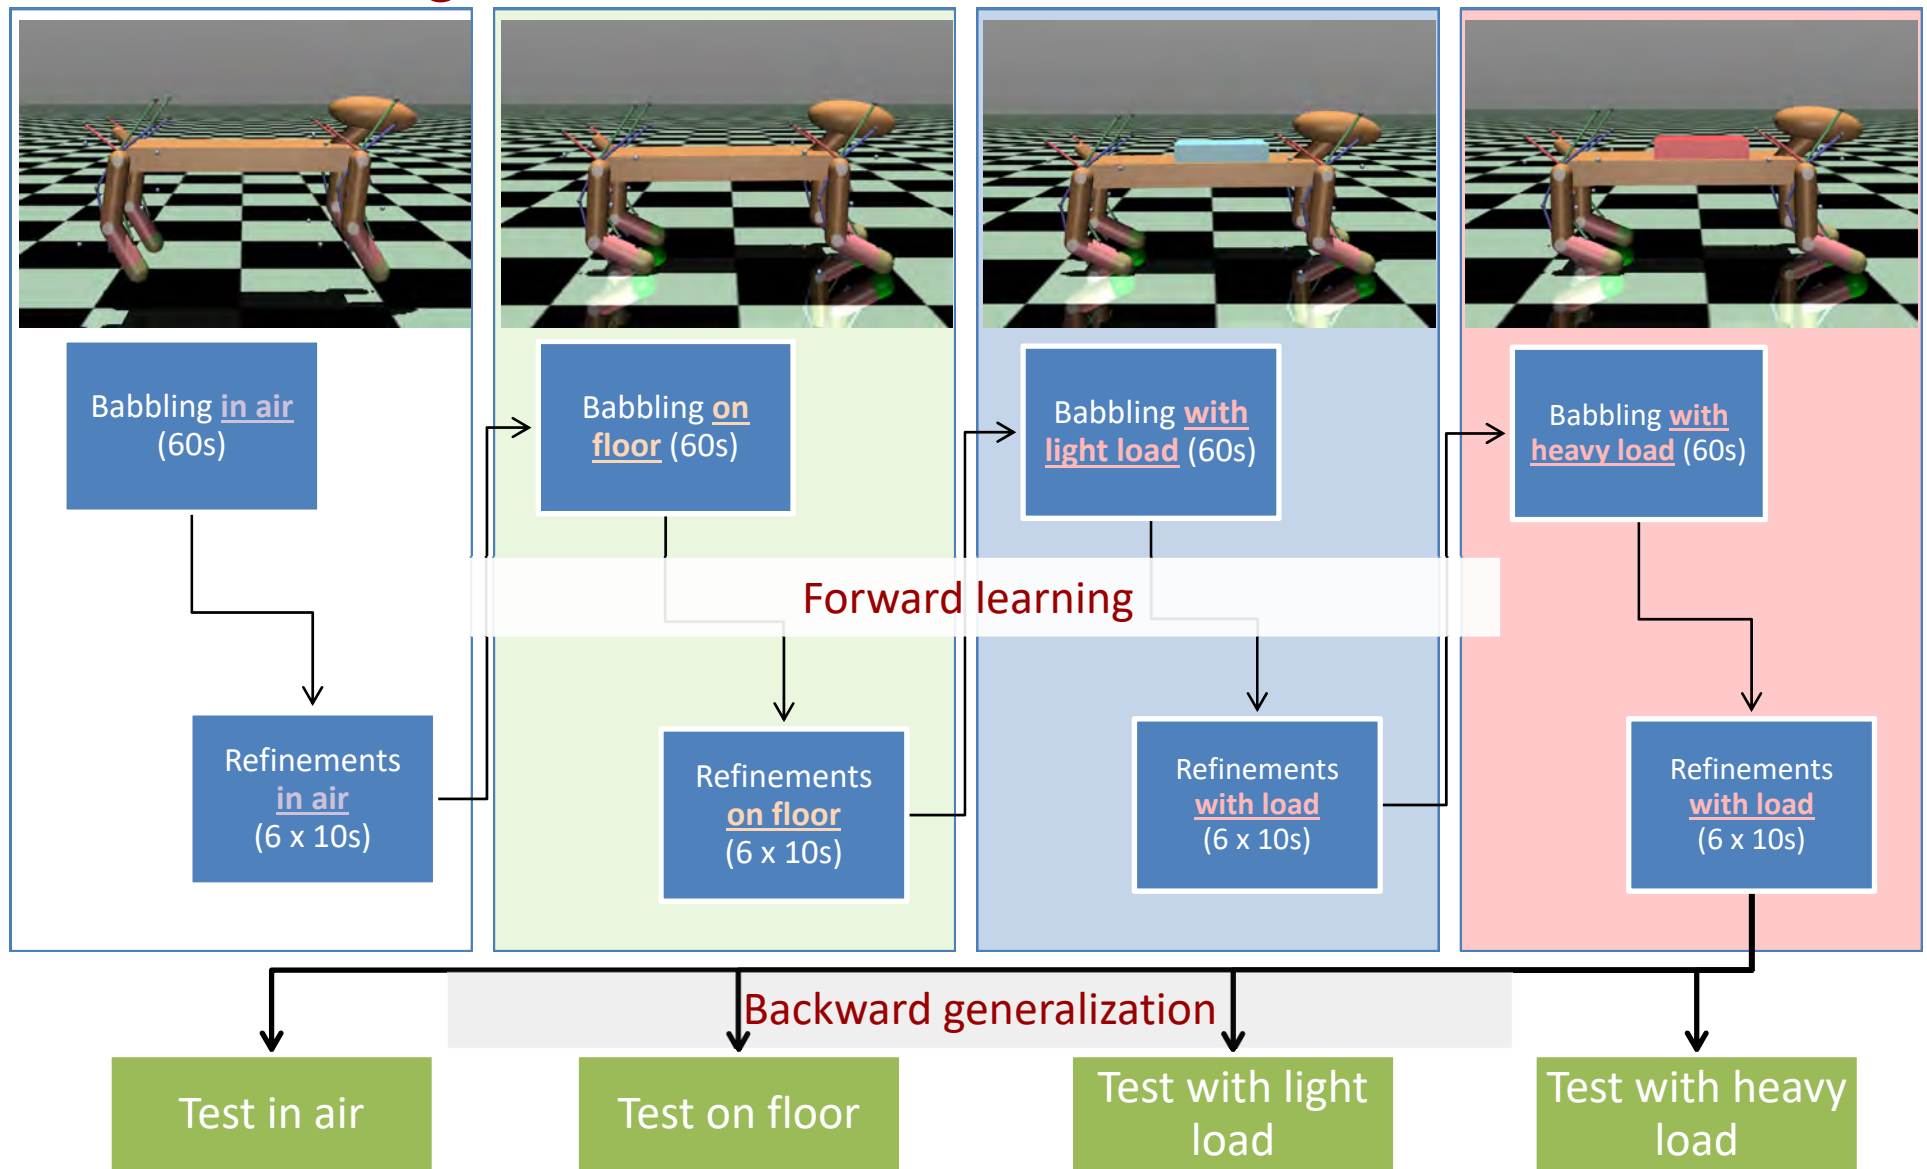 Babbling in air
(60s)
Babbling on
floor (60s)
Babbling with
light load (60s)
Babbling with
heavy load (60s)
Forward learning
Refinements
in air
(6 x 10s)
Refinements
on floor
(6 x 10s)
Refinements
with load
(6 x 10s)
Refinements
with load
(6 x 10s)
Backward generalization
Test in air
Test on floor
Test with light
load
Test with heavy
load